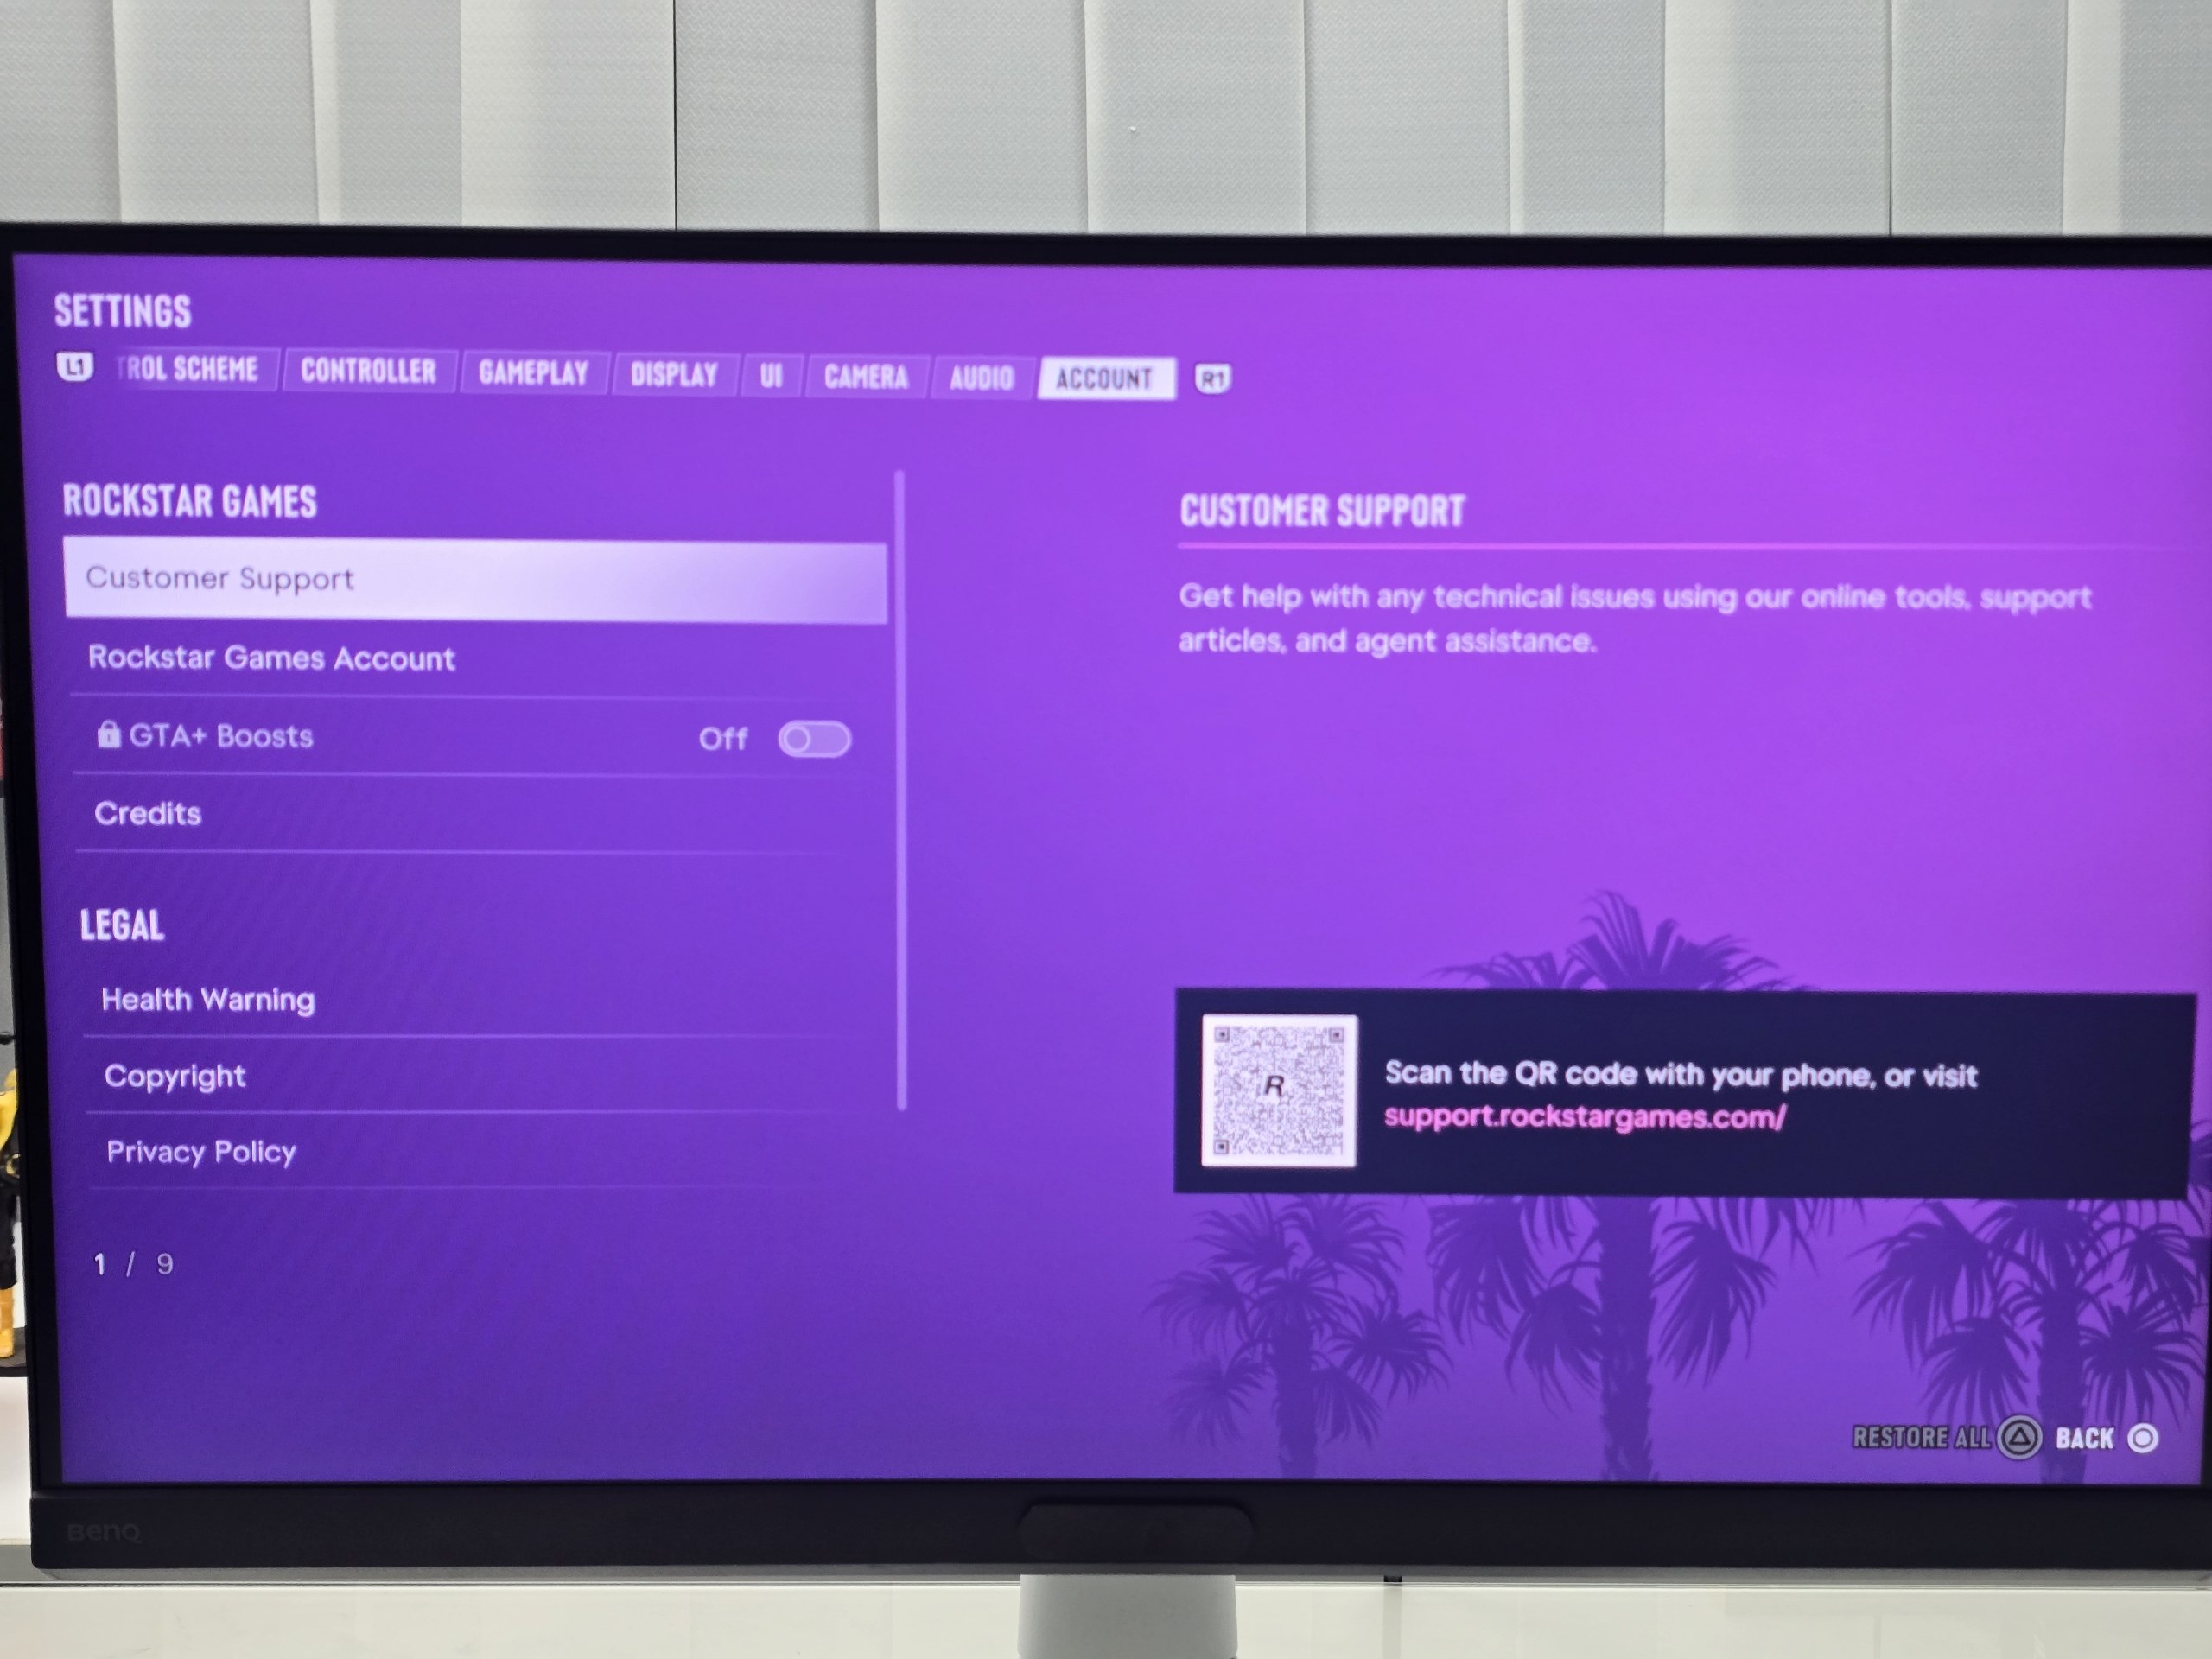 SETTINGS
L1 TROL SCHEME CONTROLLER GAMEPLAY DISPLAY UI CAMERA AUDIO ACCOUNT R1
ROCKSTAR GAMES
Customer Support
Rockstar Games Account
GTA+ Boosts Off
Credits
LEGAL
Health Warning
Copyright
Privacy Policy
1 / 9
CUSTOMER SUPPORT
Get help with any technical issues using our online tools, support
articles, and agent assistance.
R
Scan the QR code with your phone, or visit
support.rockstargames.com/
RESTORE ALL BACK
BenQ